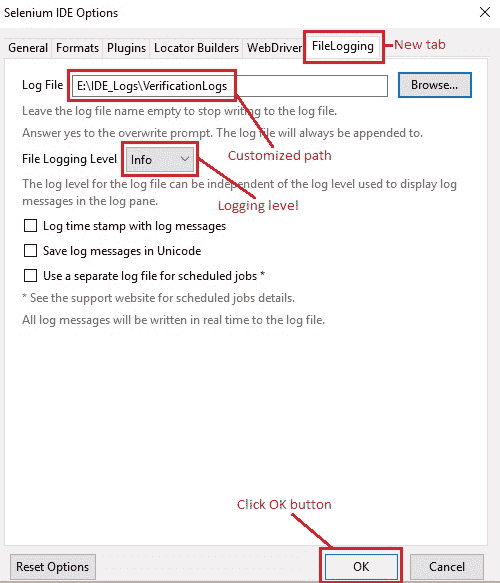 Selenium IDE Options
General Formats Plugins Locator Builders WebDriver FileLogging New tab
Log File E:\IDE_Logs\VerificationLogs Browse...
Leave the log file name empty to stop writing to the log file.
Answer yes to the overwrite prompt. The log file will always be appended to.
Customized path
File Logging Level Info
The log level for the log file can be independent of the log level used to display log
messages in the log pane.
Logging level
Log time stamp with log messages
Save log messages in Unicode
Use a separate log file for scheduled jobs *
* See the support website for scheduled jobs details.
All log messages will be written in real time to the log file.
Click OK button
Reset Options OK Cancel